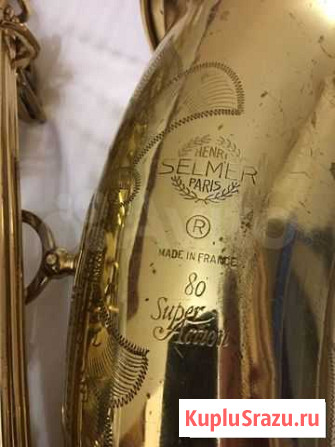 HENRI
SELMER
PARIS
®
MADE IN FRANCE
80
Super
Action
KupluSrazu.ru